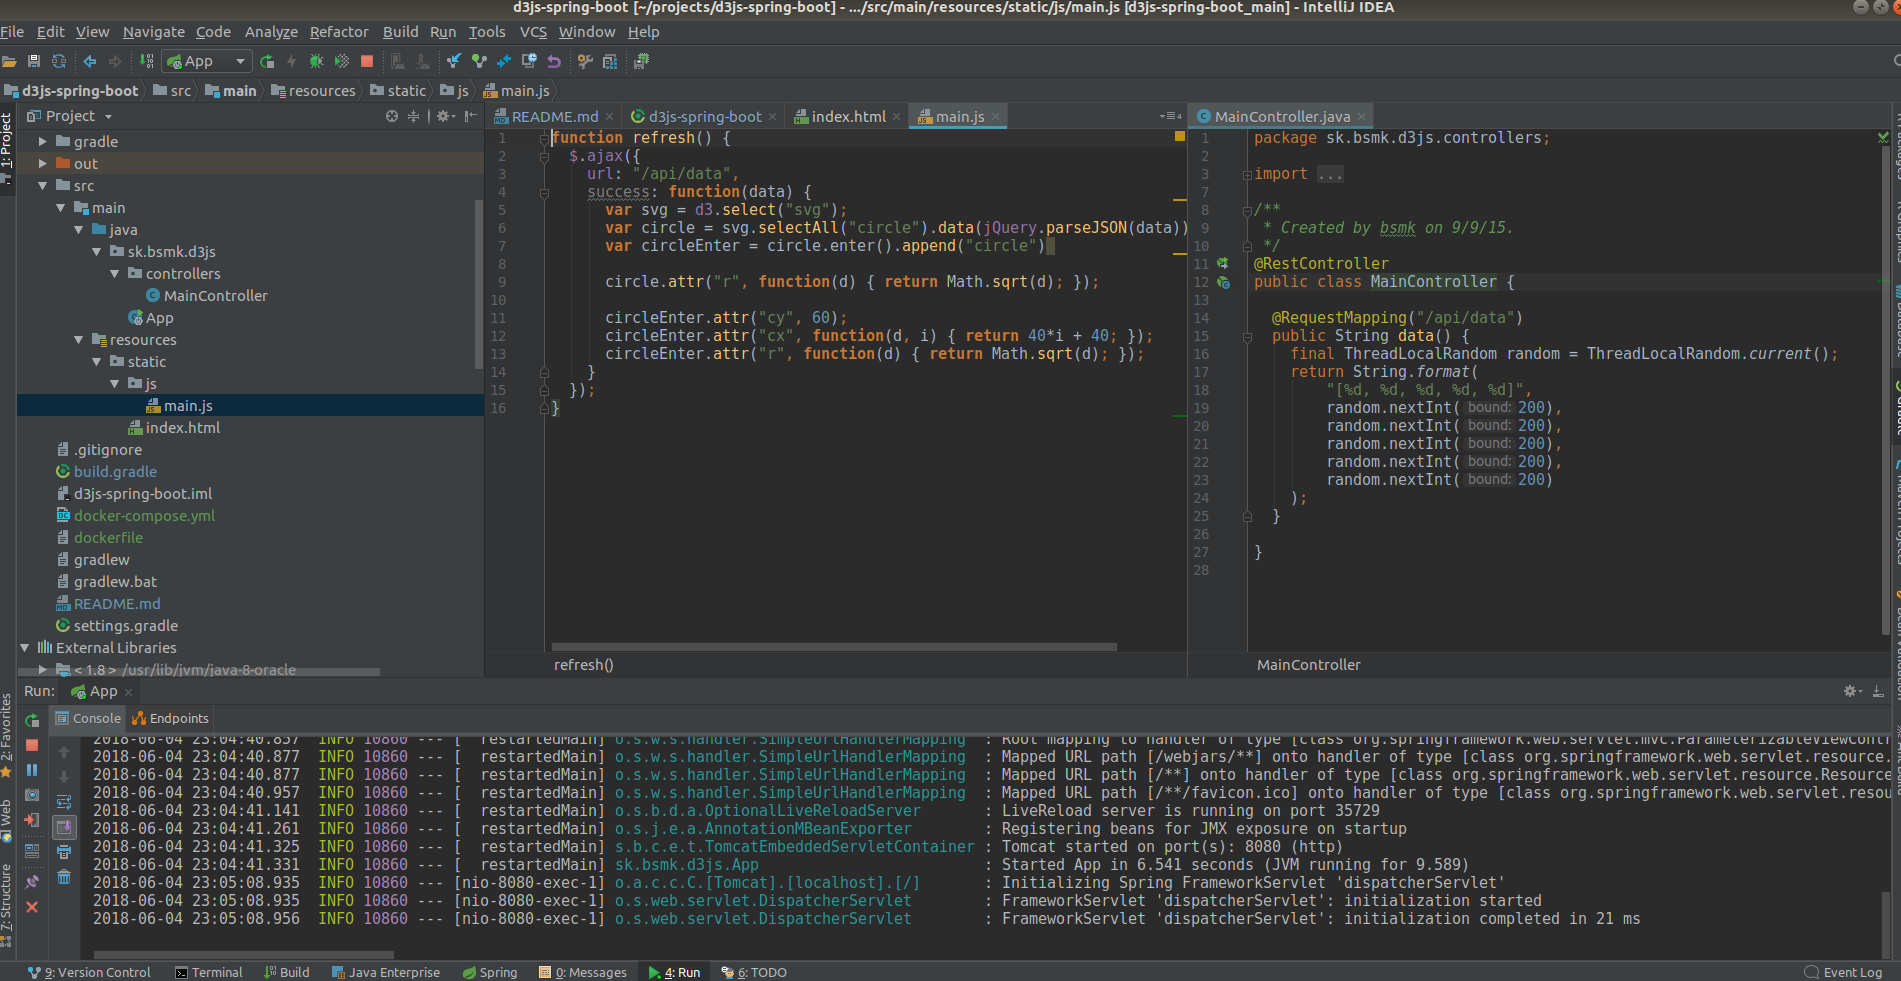 d3js-spring-boot [~/projects/d3js-spring-boot] - .../src/main/resources/static/js/main.js [d3js-spring-boot_main] - IntelliJ IDEA
File Edit View Navigate Code Analyze Refactor Build Run Tools VCS Window Help
App
d3js-spring-boot src main resources static js main.js
1: Project
Project
gradle
out
src
main
java
sk.bsmk.d3js
controllers
MainController
App
resources
static
js
main.js
index.html
.gitignore
build.gradle
d3js-spring-boot.iml
docker-compose.yml
dockerfile
gradlew
gradlew.bat
README.md
settings.gradle
External Libraries
< 1.8 > /usr/lib/jvm/java-8-oracle
README.md d3js-spring-boot index.html main.js
1 function refresh() {
2 $.ajax({
3 url: "/api/data",
4 success: function(data) {
5 var svg = d3.select("svg");
6 var circle = svg.selectAll("circle").data(jQuery.parseJSON(data))
7 var circleEnter = circle.enter().append("circle")
8
9 circle.attr("r", function(d) { return Math.sqrt(d); });
10
11 circleEnter.attr("cy", 60);
12 circleEnter.attr("cx", function(d, i) { return 40*i + 40; });
13 circleEnter.attr("r", function(d) { return Math.sqrt(d); });
14 }
15 });
16 }
refresh()
MainController.java
1 package sk.bsmk.d3js.controllers;
2
3 import ...
7
8 /**
9 * Created by bsmk on 9/9/15.
10 */
11 @RestController
12 public class MainController {
13
14 @RequestMapping("/api/data")
15 public String data() {
16 final ThreadLocalRandom random = ThreadLocalRandom.current();
17 return String.format(
18 "[%d, %d, %d, %d, %d]",
19 random.nextInt( bound: 200),
20 random.nextInt( bound: 200),
21 random.nextInt( bound: 200),
22 random.nextInt( bound: 200),
23 random.nextInt( bound: 200)
24 );
25 }
26
27 }
28
MainController
Run: App
Console Endpoints
2018-06-04 23:04:40.857 INFO 10860 --- [ restartedMain] o.s.w.s.handler.SimpleUrlHandlerMapping : Root mapping to handler of type [class org.springframework.web.servlet.mvc.ParameterizableViewContr
2018-06-04 23:04:40.877 INFO 10860 --- [ restartedMain] o.s.w.s.handler.SimpleUrlHandlerMapping : Mapped URL path [/webjars/**] onto handler of type [class org.springframework.web.servlet.resource.
2018-06-04 23:04:40.877 INFO 10860 --- [ restartedMain] o.s.w.s.handler.SimpleUrlHandlerMapping : Mapped URL path [/**] onto handler of type [class org.springframework.web.servlet.resource.Resource
2018-06-04 23:04:40.957 INFO 10860 --- [ restartedMain] o.s.w.s.handler.SimpleUrlHandlerMapping : Mapped URL path [/**/favicon.ico] onto handler of type [class org.springframework.web.servlet.resou
2018-06-04 23:04:41.141 INFO 10860 --- [ restartedMain] o.s.b.d.a.OptionalLiveReloadServer : LiveReload server is running on port 35729
2018-06-04 23:04:41.261 INFO 10860 --- [ restartedMain] o.s.j.e.a.AnnotationMBeanExporter : Registering beans for JMX exposure on startup
2018-06-04 23:04:41.325 INFO 10860 --- [ restartedMain] s.b.c.e.t.TomcatEmbeddedServletContainer : Tomcat started on port(s): 8080 (http)
2018-06-04 23:04:41.331 INFO 10860 --- [ restartedMain] sk.bsmk.d3js.App : Started App in 6.541 seconds (JVM running for 9.589)
2018-06-04 23:05:08.935 INFO 10860 --- [nio-8080-exec-1] o.a.c.c.C.[Tomcat].[localhost].[/] : Initializing Spring FrameworkServlet 'dispatcherServlet'
2018-06-04 23:05:08.935 INFO 10860 --- [nio-8080-exec-1] o.s.web.servlet.DispatcherServlet : FrameworkServlet 'dispatcherServlet': initialization started
2018-06-04 23:05:08.956 INFO 10860 --- [nio-8080-exec-1] o.s.web.servlet.DispatcherServlet : FrameworkServlet 'dispatcherServlet': initialization completed in 21 ms
2: Favorites
Web
7: Structure
9: Version Control Terminal Build Java Enterprise Spring 0: Messages 4: Run 6: TODO Event Log